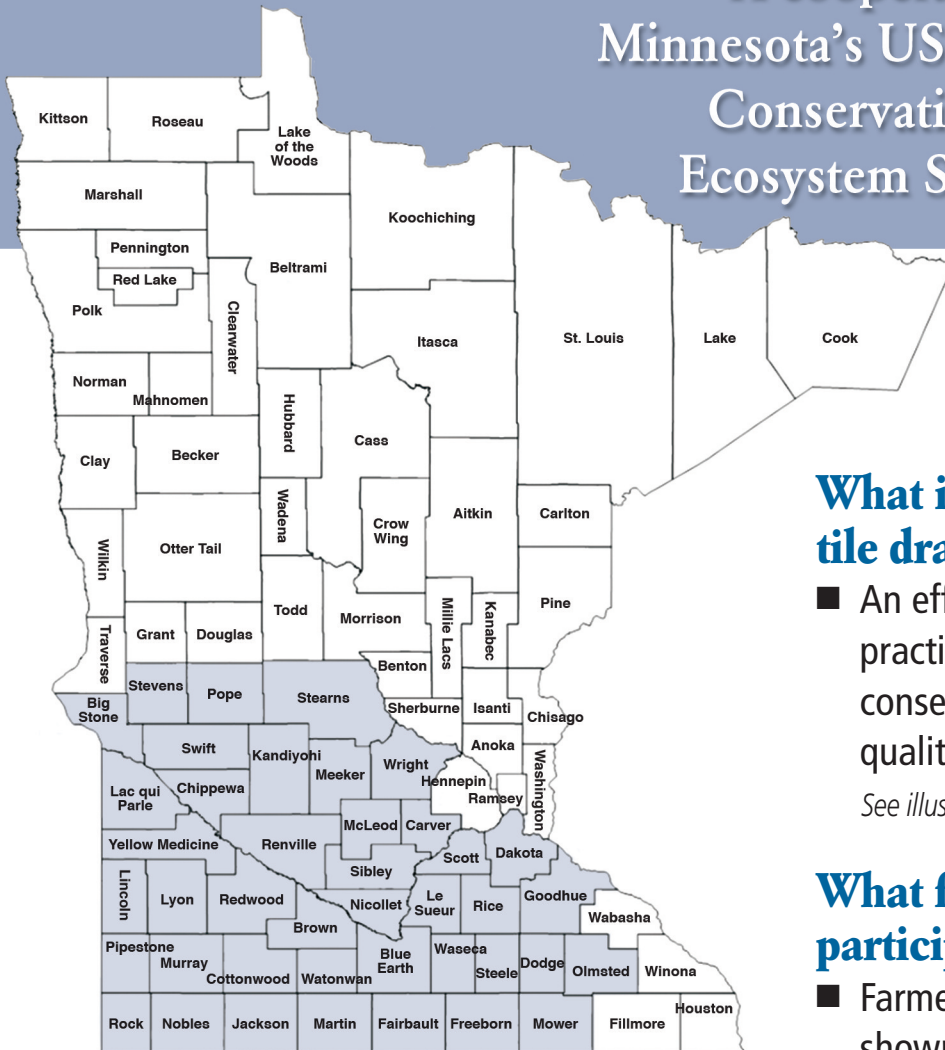 Minnesota's US
Conservati
Ecosystem S
Kittson
Roseau
Lake
of the
Woods
Marshall
Koochiching
Pennington
Beltrami
Red Lake
Polk
Clearwater
Itasca
St. Louis
Lake
Cook
Norman
Mahnomen
Hubbard
Cass
Clay
Becker
Wadena
Crow
Wing
Aitkin
Carlton
Wilkin
Otter Tail
Todd
Morrison
Mille Lacs
Kanabec
Pine
Traverse
Grant
Douglas
Benton
Stevens
Pope
Stearns
Big
Stone
Sherburne
Isanti
Chisago
Swift
Kandiyohi
Anoka
Meeker
Wright
Hennepin
Washington
Lac qui
Parle
Chippewa
Ramsey
McLeod
Carver
Yellow Medicine
Renville
Scott
Dakota
Sibley
Lincoln
Lyon
Redwood
Nicollet
Le
Sueur
Rice
Goodhue
Wabasha
Brown
Pipestone
Murray
Cottonwood
Watonwan
Blue
Earth
Waseca
Steele
Dodge
Olmsted
Winona
Rock
Nobles
Jackson
Martin
Fairbault
Freeborn
Mower
Fillmore
Houston
What i
tile dra
■ An eff
practi
conse
qualit
See illus
What f
particip
■ Farme
shown